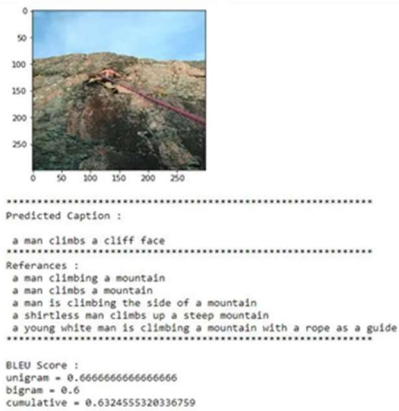 0
50
100
150
200
250
0 50 100 150 200 250
************************************************************
Predicted Caption :
a man climbs a cliff face
************************************************************
Referances :
a man climbing a mountain
a man climbs a mountain
a man is climbing the side of a mountain
a shirtless man climbs up a steep mountain
a young white man is climbing a mountain with a rope as a guide
************************************************************
BLEU Score :
unigram = 0.6666666666666666
bigram = 0.6
cumulative = 0.6324555320336759